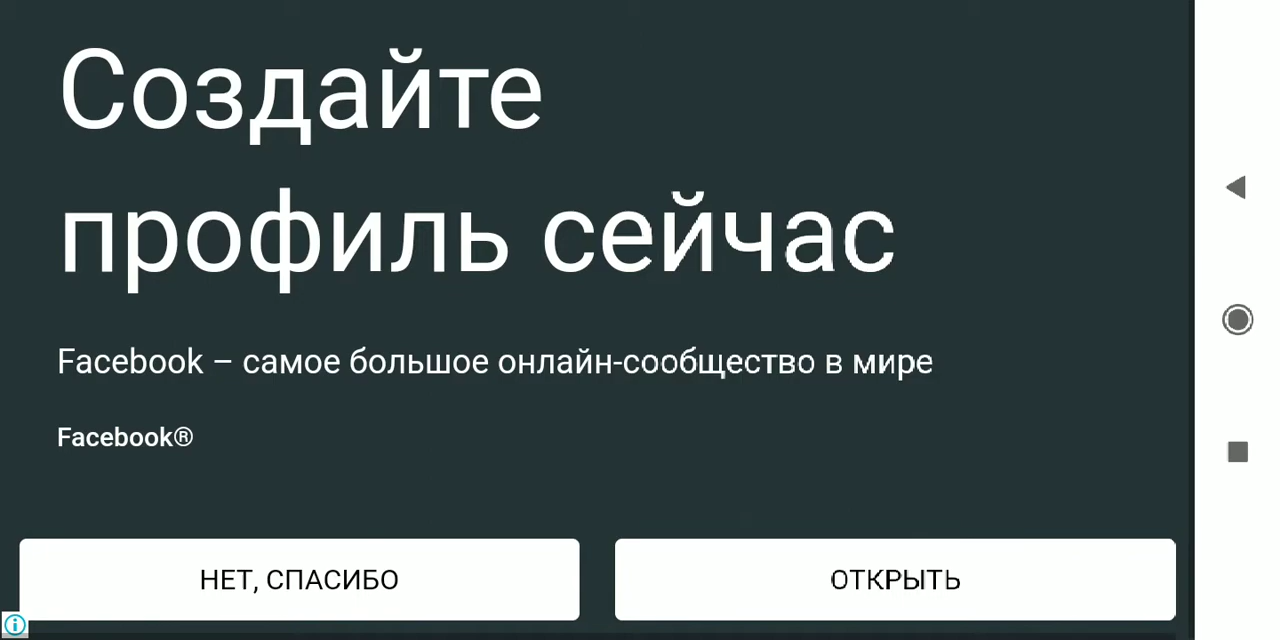 Создайте
профиль сейчас
Facebook – самое большое онлайн-сообщество в мире
Facebook®
НЕТ, СПАСИБО
ОТКРЫТЬ